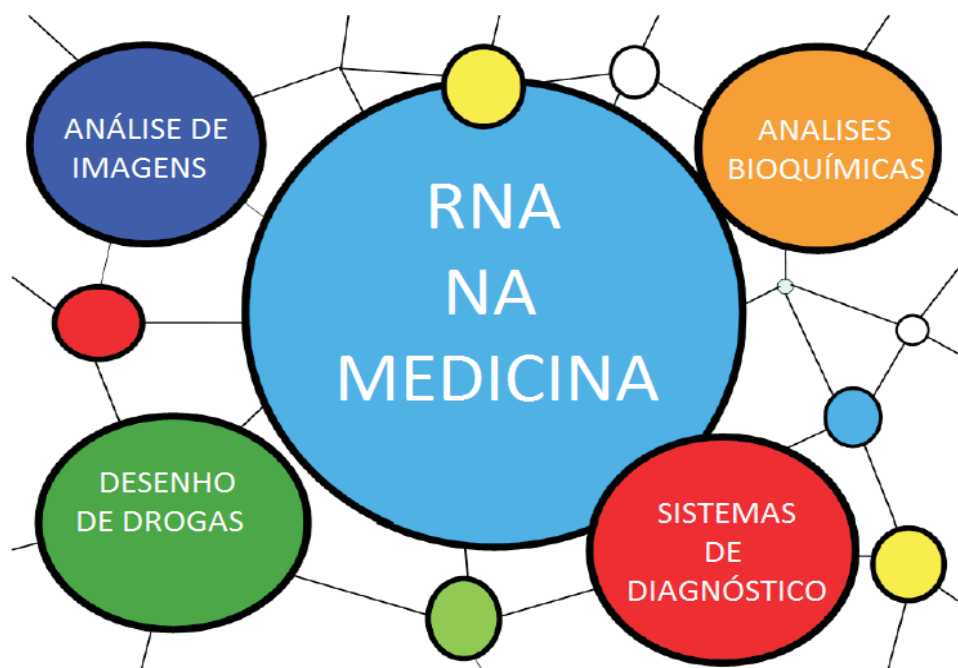 ANÁLISE DE
IMAGENS
ANALISES
BIOQUÍMICAS
RNA
NA
MEDICINA
DESENHO
DE DROGAS
SISTEMAS
DE
DIAGNÓSTICO